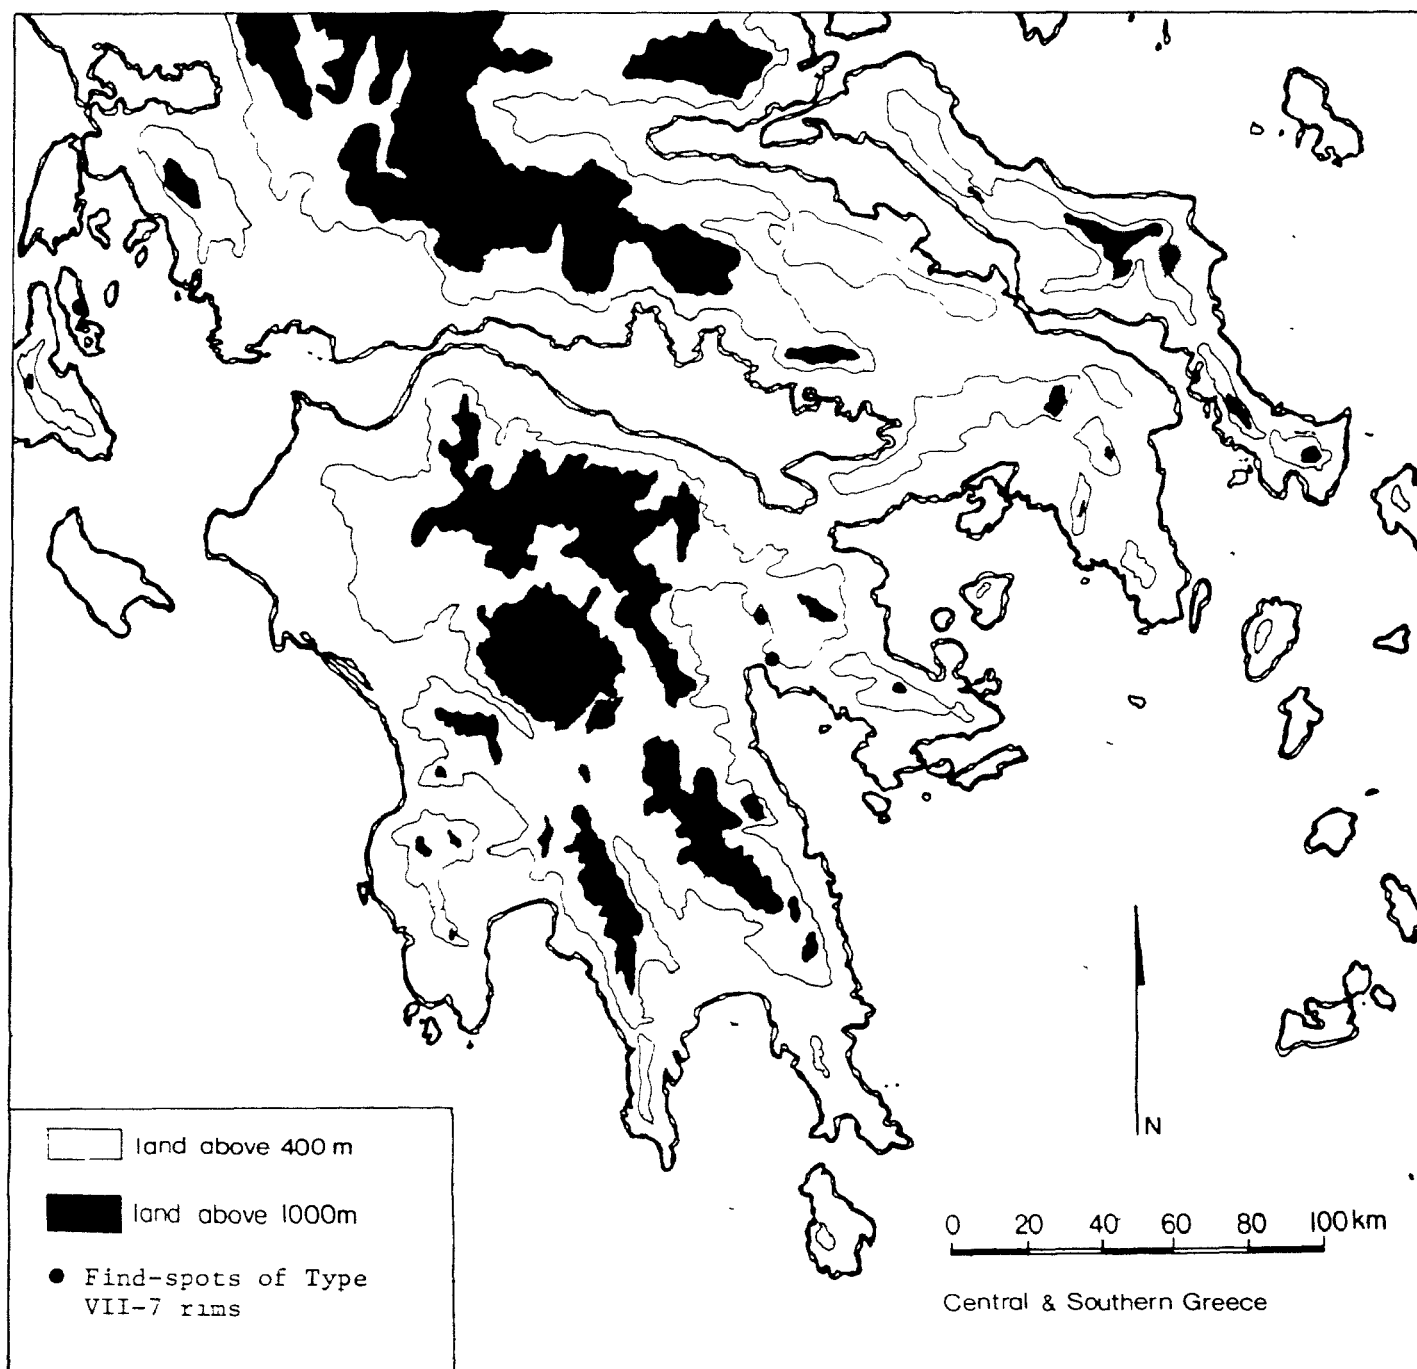 N
0 20 40 60 80 100km
Central & Southern Greece
land above 400 m
land above 1000m
Find-spots of Type
VII-7 rims